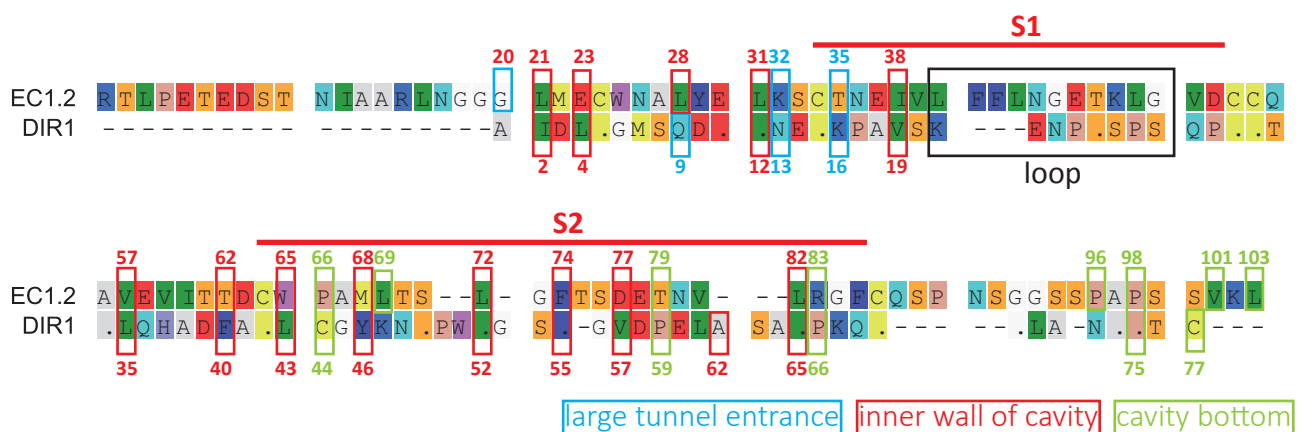 S1
20 21 23 28 31 32 35 38
EC1.2 RTLPETEDST NIAARLNGGG LMECWNALYE LKSCTNEIVL FFLNGETKLG VDCCQ
DIR1 ---------- ---------A IDL.GMSQD. .NE.KPAVSK ---ENP.SPS QP..T
2 4 9 12 13 16 19
loop
S2
57 62 65 66 68 69 72 74 77 79 82 83 96 98 101 103
EC1.2 AVEVITTDCW PAMLTS--L- GFTSDETNV- --LRGFCQSP NSGGSSPAPS SVKL
DIR1 .LQHADFA.L CGYKN.PW.G S.-GVDPELA SA.PKQ.--- --.LA-N..T C---
35 40 43 44 46 52 55 57 59 62 65 66 75 77
large tunnel entrance inner wall of cavity cavity bottom